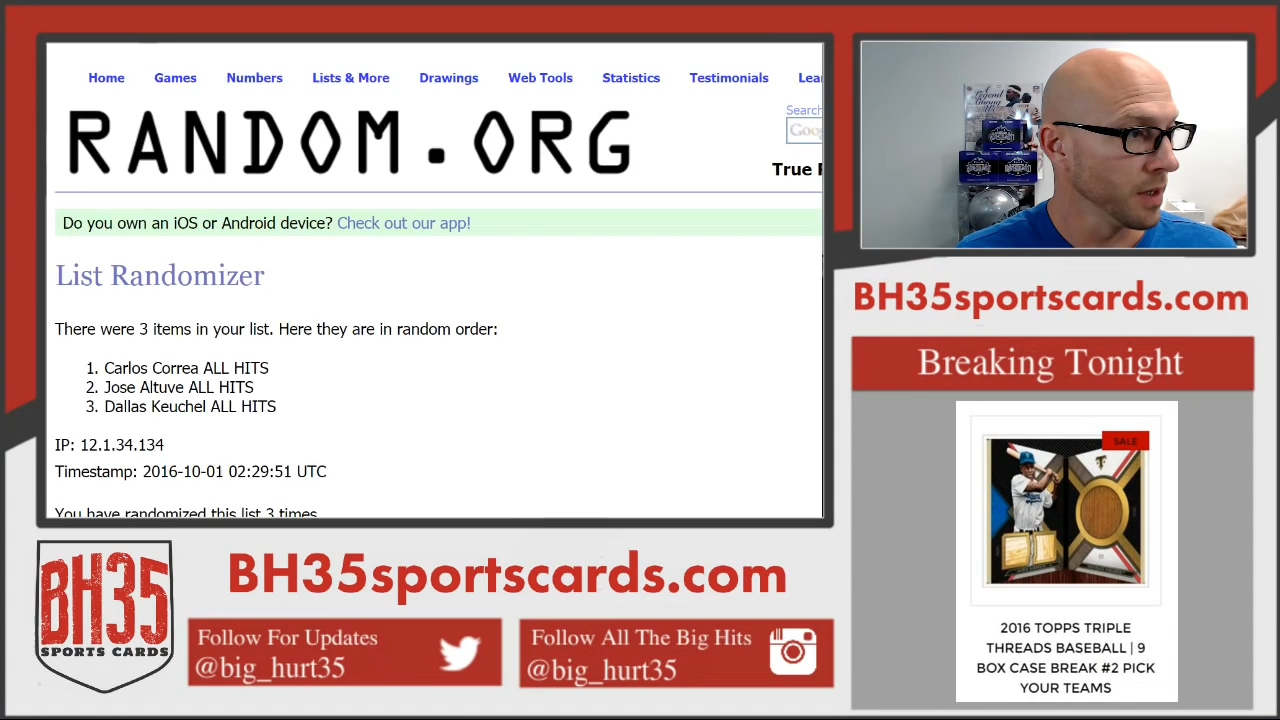 Home Games Numbers Lists & More Drawings Web Tools Statistics Testimonials
RANDOM.ORG
Search
True
Do you own an iOS or Android device? Check out our app!
List Randomizer
There were 3 items in your list. Here they are in random order:
1. Carlos Correa ALL HITS
2. Jose Altuve ALL HITS
3. Dallas Keuchel ALL HITS
IP: 12.1.34.134
Timestamp: 2016-10-01 02:29:51 UTC
You have randomized this list 3 times
BH35sportscards.com
Breaking Tonight
SALE
2016 TOPPS TRIPLE
THREADS BASEBALL | 9
BOX CASE BREAK #2 PICK
YOUR TEAMS
BH35
SPORTS CARDS
BH35sportscards.com
Follow For Updates
@big_hurt35
Follow All The Big Hits
@big_hurt35